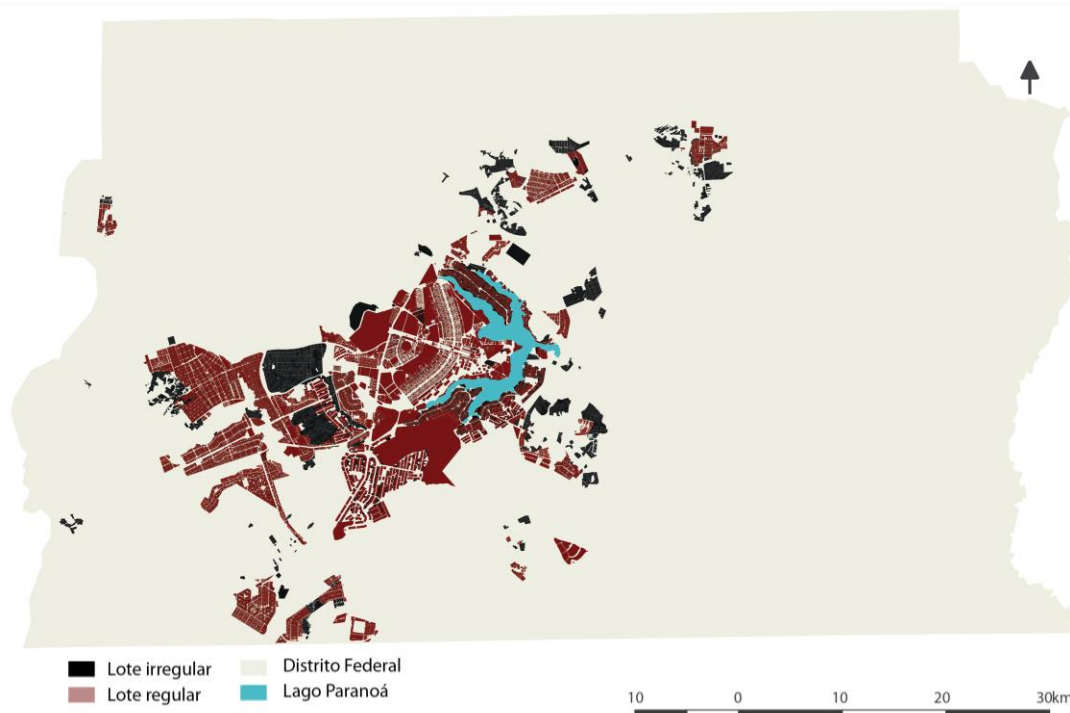 Lote irregular
Lote regular
Distrito Federal
Lago Paranoá
10 0 10 20 30km